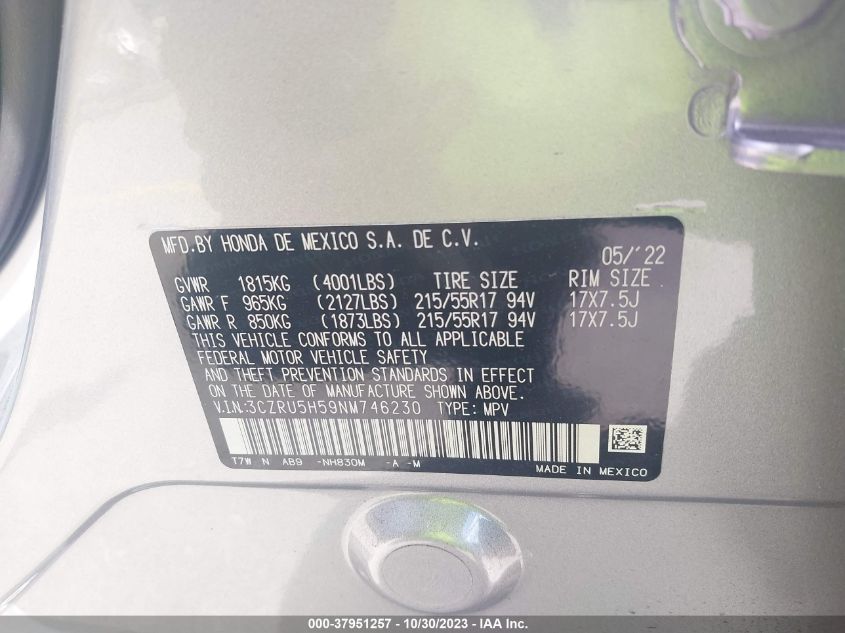 MFD.BY HONDA DE MEXICO S.A. DE C.V.
05/'22
GVWR 1815KG (4001LBS) TIRE SIZE RIM SIZE
GAWR F 965KG (2127LBS) 215/55R17 94V 17X7.5J
GAWR R 850KG (1873LBS) 215/55R17 94V 17X7.5J
THIS VEHICLE CONFORMS TO ALL APPLICABLE
FEDERAL MOTOR VEHICLE SAFETY
AND THEFT PREVENTION STANDARDS IN EFFECT
ON THE DATE OF MANUFACTURE SHOWN ABOVE.
V.IN:3CZRU5H59NM746230 TYPE: MPV
T7W N AB9 -NH830M -A -M
MADE IN MEXICO
000-37951257 - 10/30/2023 - IAA Inc.